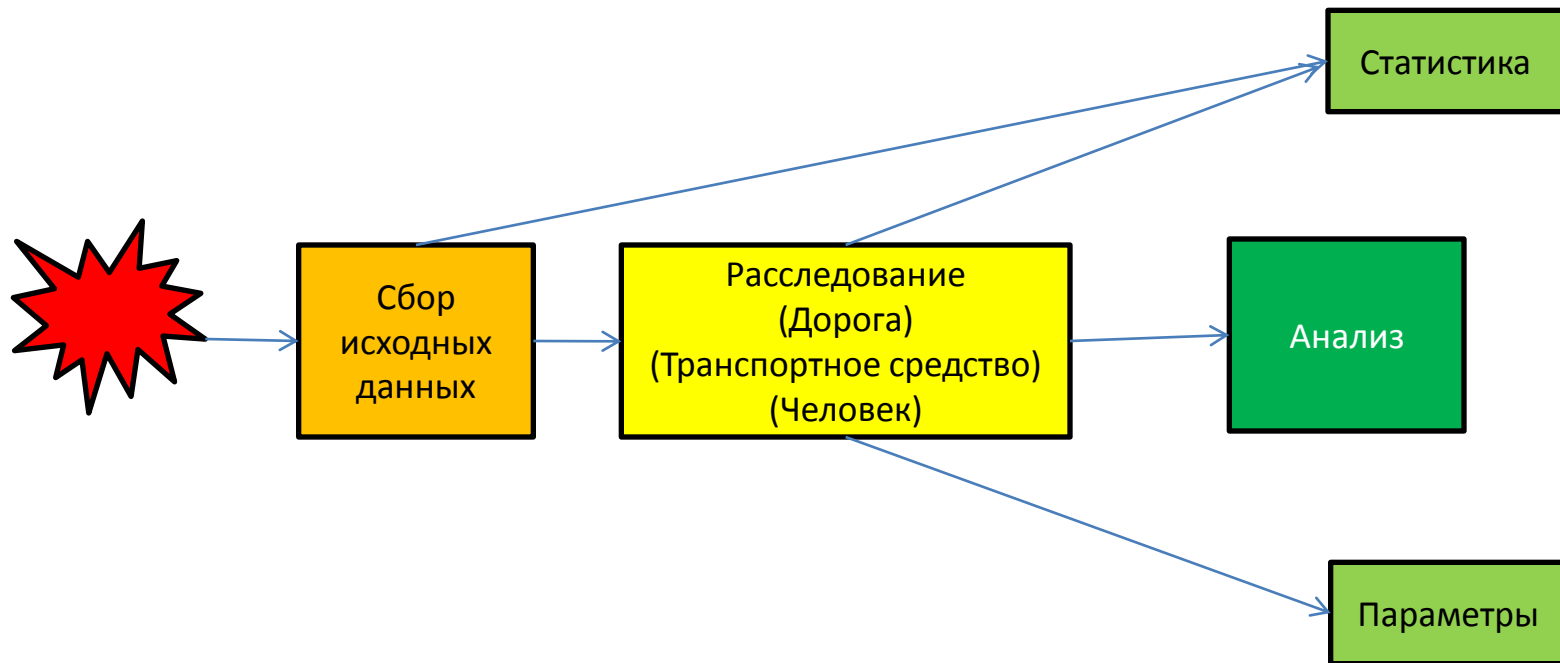 Статистика
Сбор
исходных
данных
Расследование
(Дорога)
(Транспортное средство)
(Человек)
Анализ
Параметры